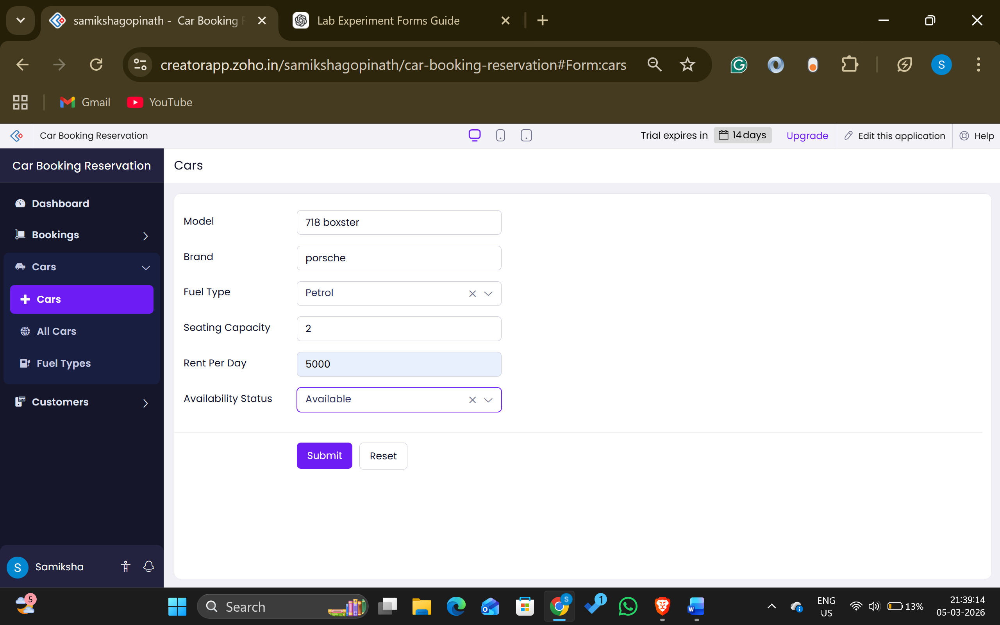 samikshagopinath - Car Booking
Lab Experiment Forms Guide
creatorapp.zoho.in/samikshagopinath/car-booking-reservation#Form:cars
S
Gmail
YouTube
Car Booking Reservation
Trial expires in 14 days
Upgrade
Edit this application
Help
Car Booking Reservation
Cars
Dashboard
Bookings
Cars
Cars
All Cars
Fuel Types
Customers
Model
718 boxster
Brand
porsche
Fuel Type
Petrol
Seating Capacity
2
Rent Per Day
5000
Availability Status
Available
Submit
Reset
S
Samiksha
5
Search
S
1
ENG
US
13%
21:39:14
05-03-2026